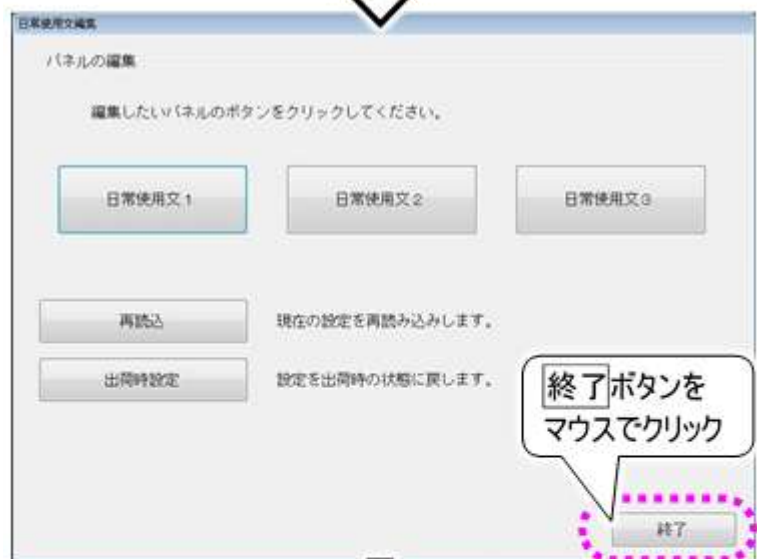 日常使用文編集
パネルの編集
編集したいパネルのボタンをクリックしてください。
日常使用文1
日常使用文2
日常使用文3
再読込
現在の設定を再読み込みします。
出荷時設定
設定を出荷時の状態に戻します。
終了ボタンを
マウスでクリック
終了